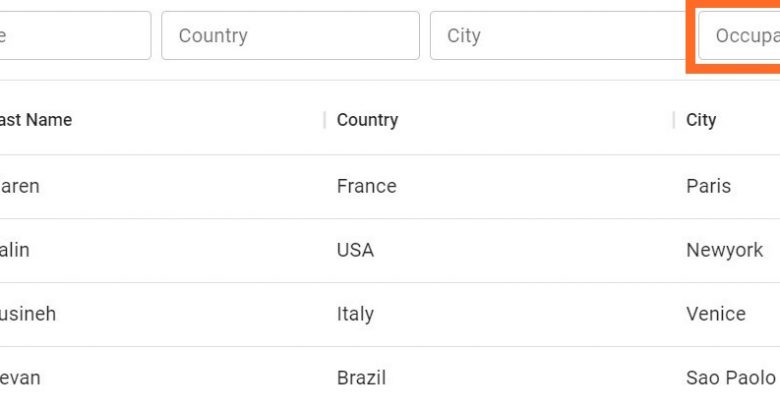 e Country City Occupa
ast Name Country City
aren France Paris
alin USA Newyork
usineh Italy Venice
evan Brazil Sao Paolo